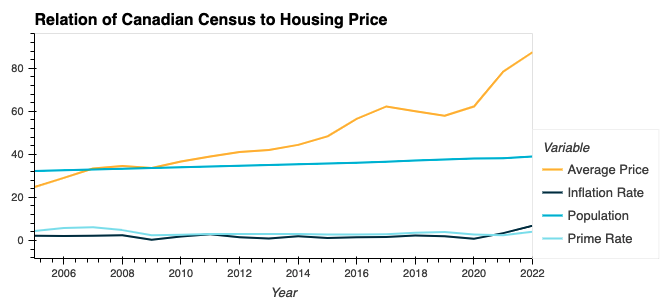 Relation of Canadian Census to Housing Price
80
60
40
20
0
2006 2008 2010 2012 2014 2016 2018 2020 2022
Year
Variable
Average Price
Inflation Rate
Population
Prime Rate